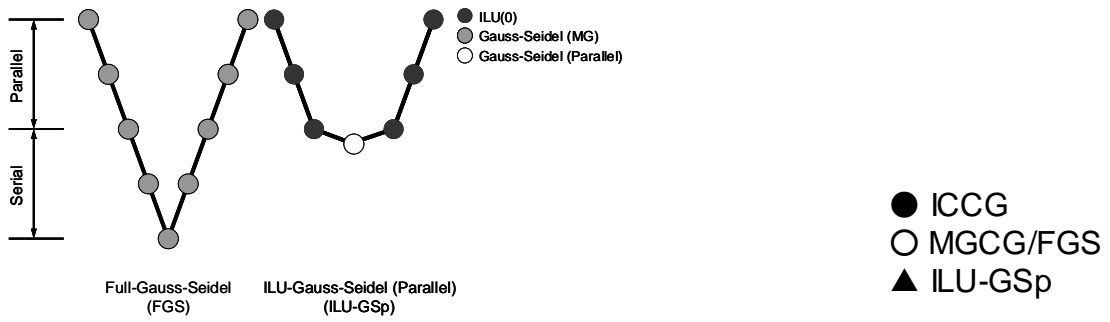 Parallel
Serial
ILU(0)
Gauss-Seidel (MG)
Gauss-Seidel (Parallel)
Full-Gauss-Seidel
(FGS)
ILU-Gauss-Seidel (Parallel)
(ILU-GSp)
ICCG
MGCG/FGS
ILU-GSp